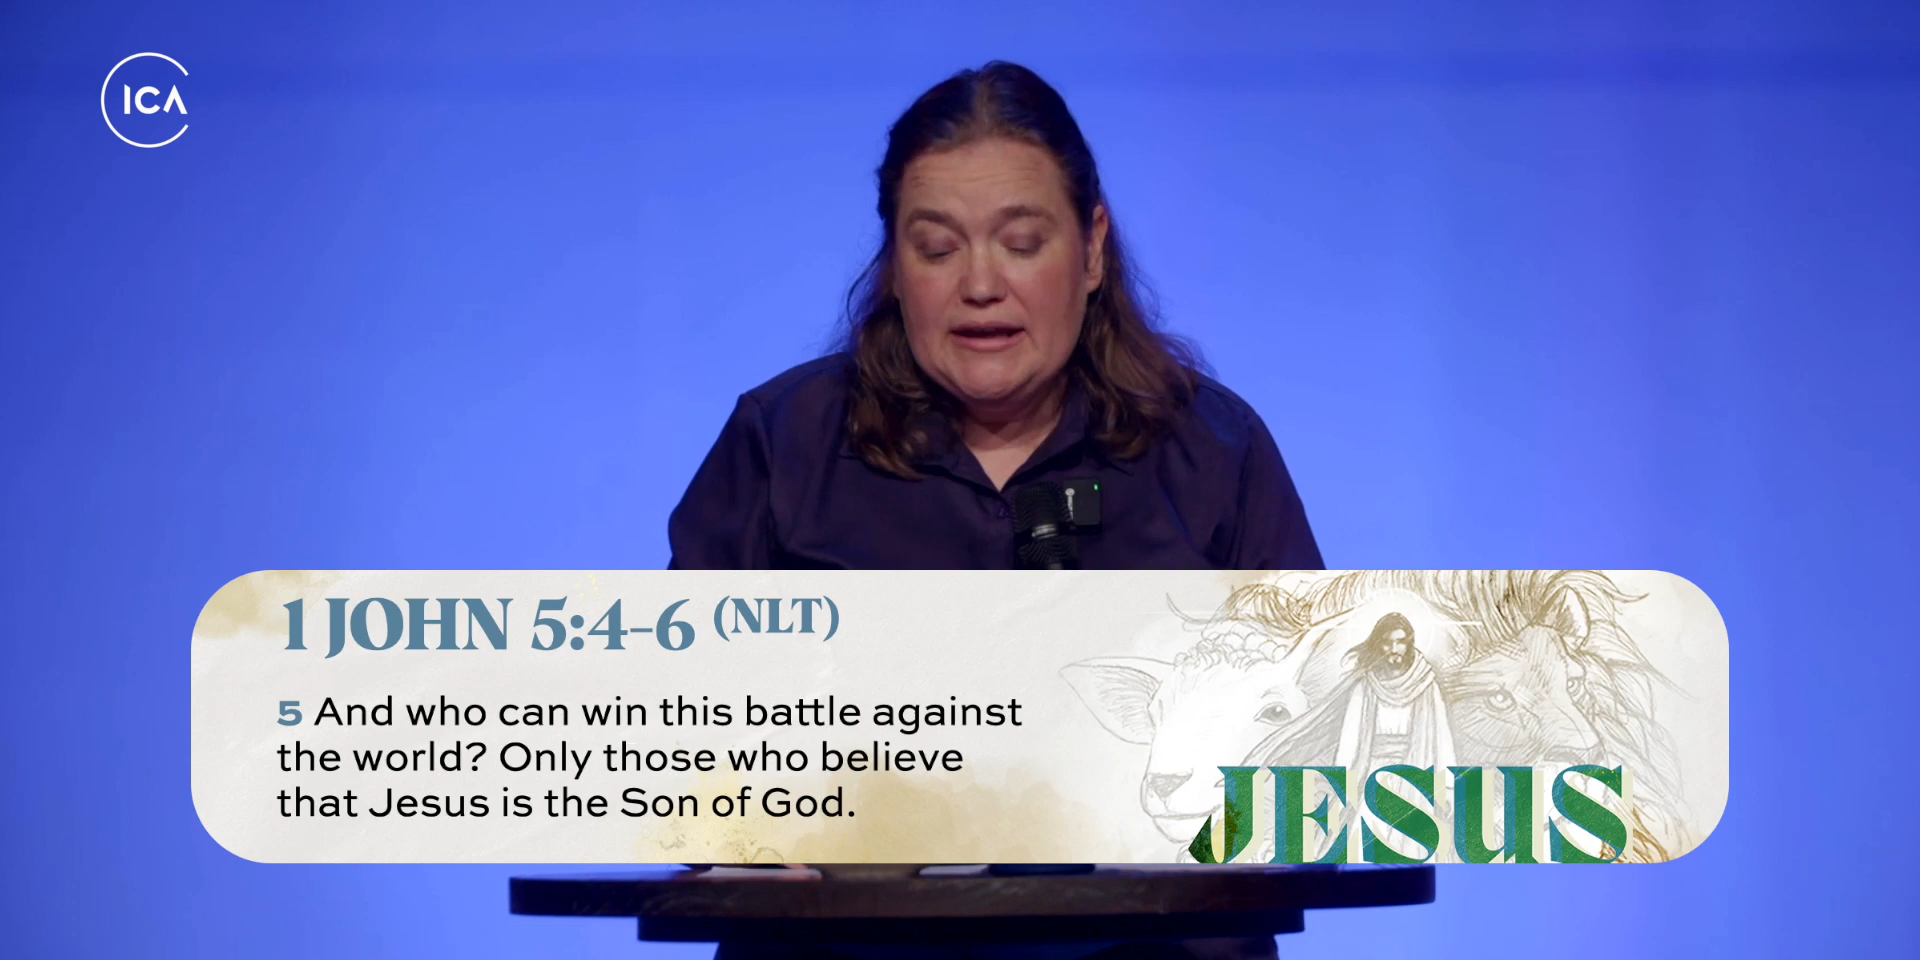 ICA
1 JOHN 5:4-6 (NLT)
5 And who can win this battle against
the world? Only those who believe
that Jesus is the Son of God.
JESUS